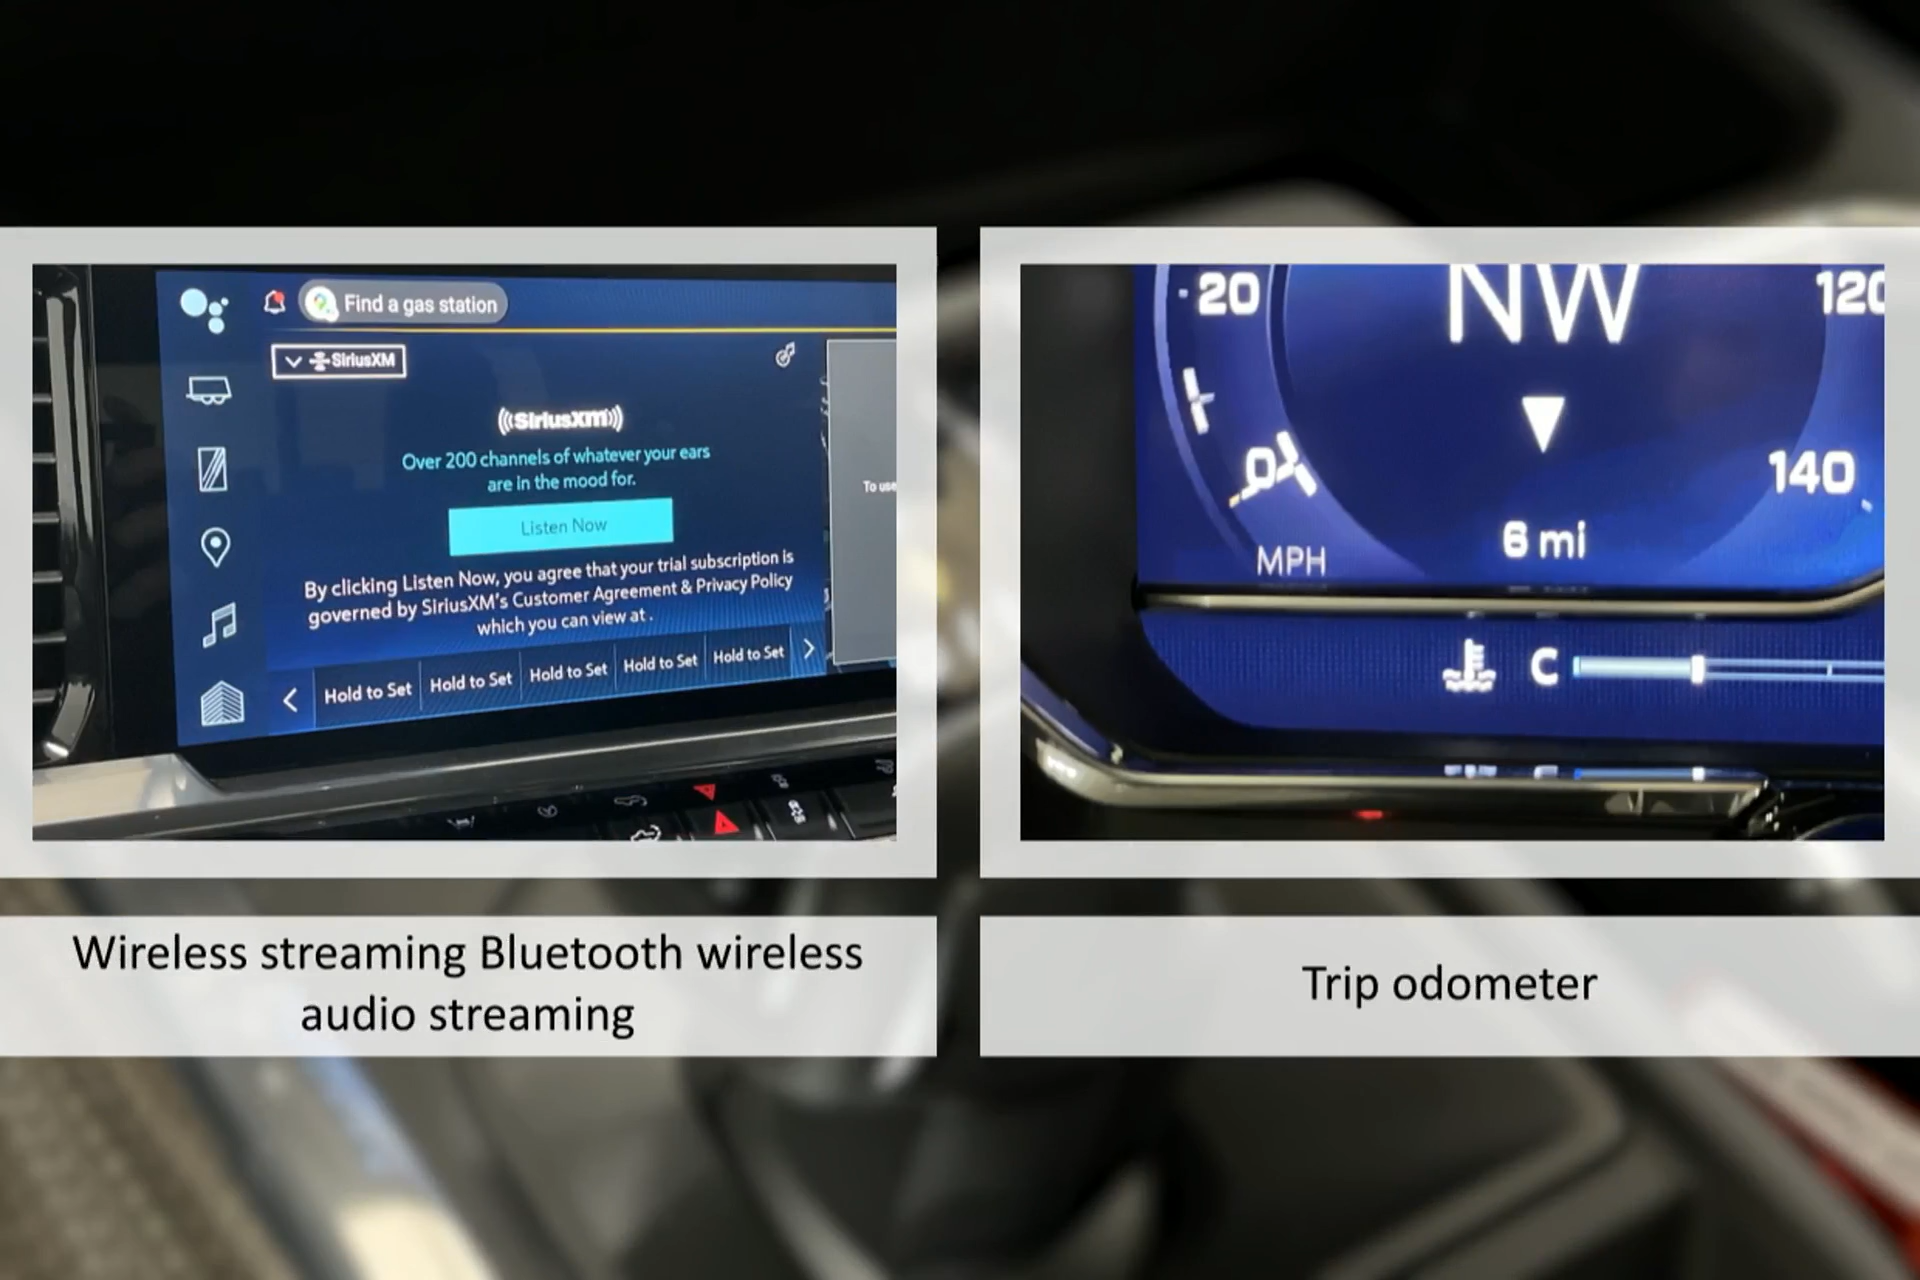 Find a gas station
SiriusXM
((SiriusXM))
Over 200 channels of whatever your ears
are in the mood for.
Listen Now
To use
By clicking Listen Now, you agree that your trial subscription is
governed by SiriusXM's Customer Agreement & Privacy Policy
which you can view at .
Hold to Set Hold to Set Hold to Set Hold to Set Hold to Set
NW
20
120
0
140
6 mi
MPH
C
Wireless streaming Bluetooth wireless
audio streaming
Trip odometer